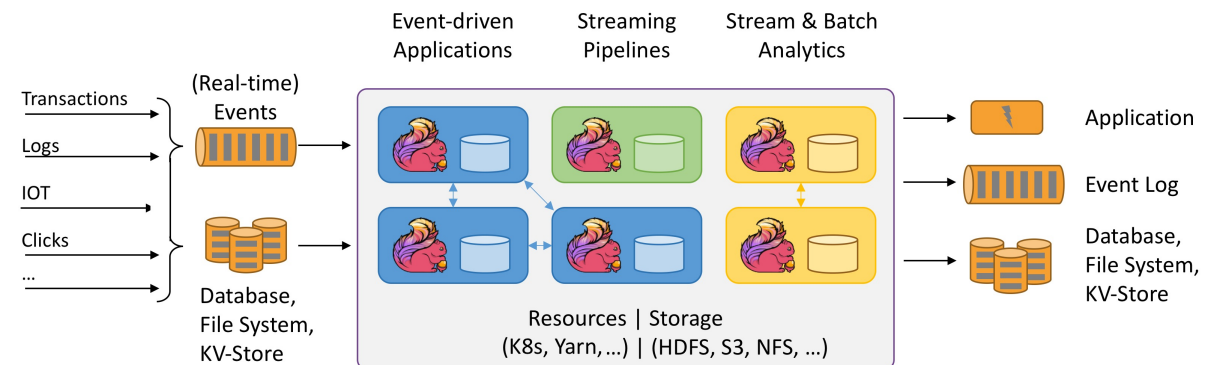 Event-driven
Applications
Streaming
Pipelines
Stream & Batch
Analytics
Transactions
Logs
IOT
Clicks
...
(Real-time)
Events
Database,
File System,
KV-Store
Resources | Storage
(K8s, Yarn, ...) | (HDFS, S3, NFS, ...)
Application
Event Log
Database,
File System,
KV-Store